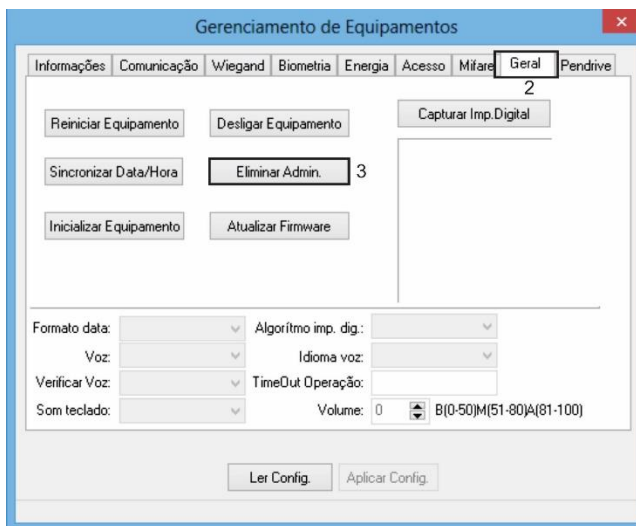 Gerenciamento de Equipamentos
Informações Comunicação Wiegand Biometria Energia Acesso Mifare Geral Pendrive
2
Reiniciar Equipamento Desligar Equipamento Capturar Imp.Digital
Sincronizar Data/Hora Eliminar Admin. 3
Inicializar Equipamento Atualizar Firmware
Formato data: Algorítmo imp. dig.:
Voz: Idioma voz:
Verificar Voz: TimeOut Operação:
Som teclado: Volume: 0 B(0-50)M(51-80)A(81-100)
Ler Config. Aplicar Config.